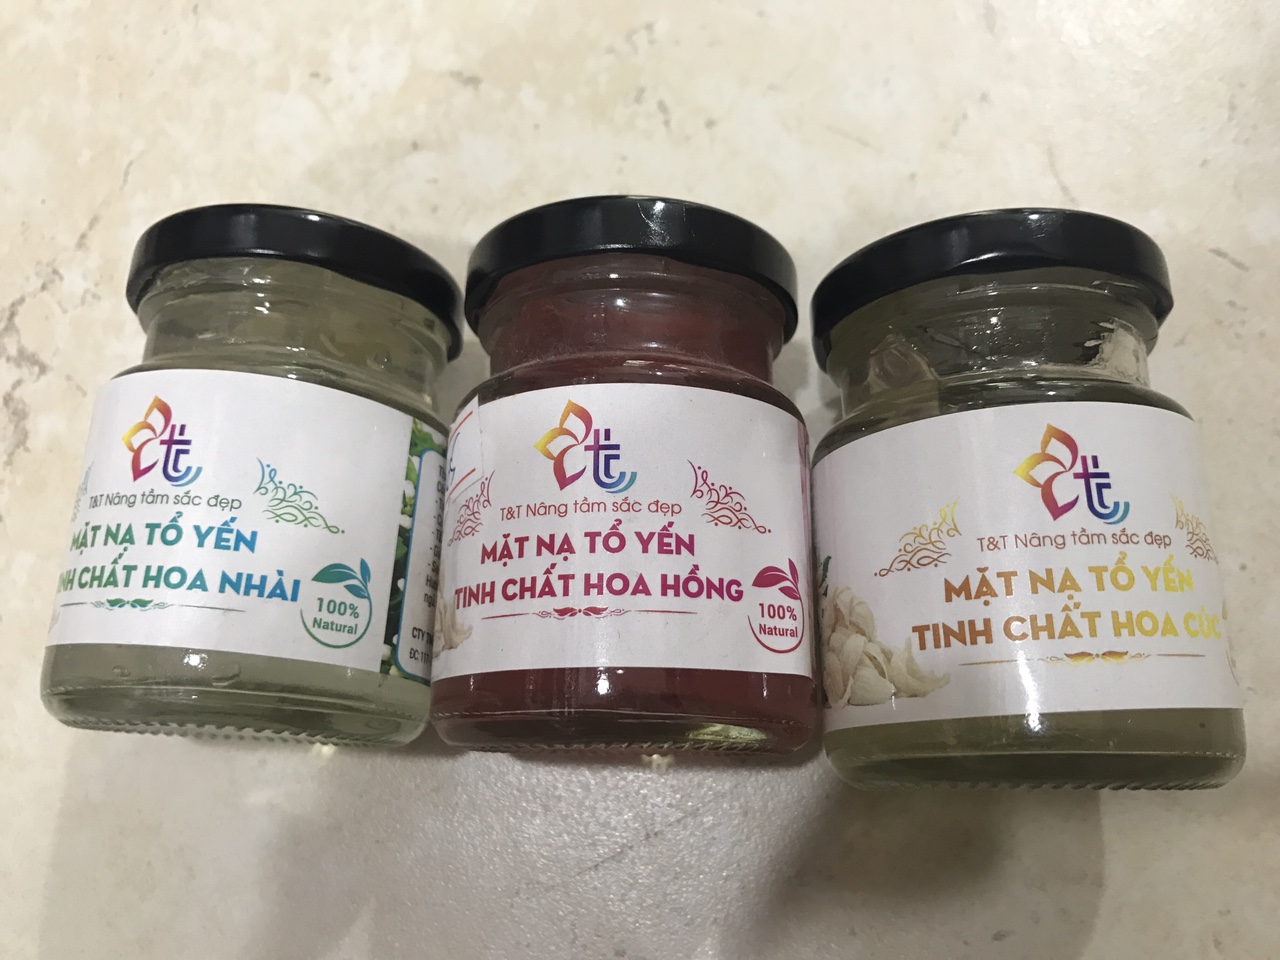 T&T Nâng tầm sắc đẹp
MẶT NẠ TỔ YẾN
TINH CHẤT HOA NHÀI
100%
Natural
T&T Nâng tầm sắc đẹp
MẶT NẠ TỔ YẾN
TINH CHẤT HOA HỒNG
100%
Natural
T&T Nâng tầm sắc đẹp
MẶT NẠ TỔ YẾN
TINH CHẤT HOA CÚC